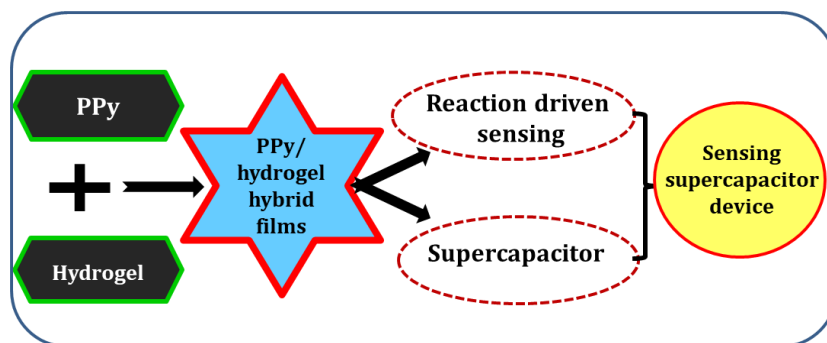 PPy
+
Hydrogel
PPy/
hydrogel
hybrid
films
Reaction driven
sensing
Supercapacitor
Sensing
supercapacitor
device